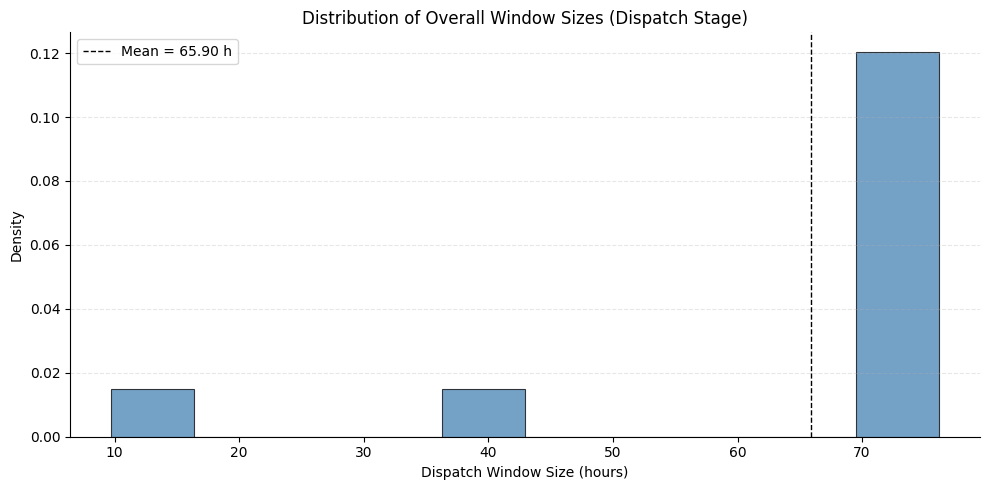 Distribution of Overall Window Sizes (Dispatch Stage)
Mean = 65.90 h
0.12
0.10
0.08
0.06
0.04
0.02
0.00
Density
10 20 30 40 50 60 70
Dispatch Window Size (hours)